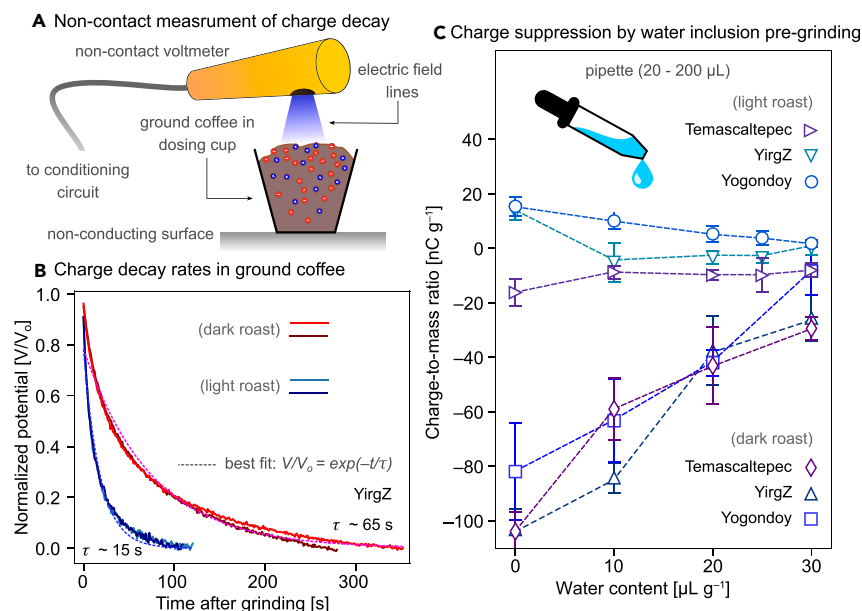 A Non-contact measrument of charge decay
non-contact voltmeter
electric field
lines
ground coffee in
dosing cup
to conditioning
circuit
non-conducting surface
B Charge decay rates in ground coffee
Normalized potential [V/Vo]
1.0
0.8
0.6
0.4
0.2
0.0
(dark roast)
(light roast)
best fit: V/Vo = exp(–t/τ)
YirgZ
τ ~ 65 s
τ ~ 15 s
0
100
200
300
Time after grinding [s]
C Charge suppression by water inclusion pre-grinding
pipette (20 - 200 µL)
(light roast)
Temascaltepec
YirgZ
Yogondoy
Charge-to-mass ratio [nC g⁻¹]
40
20
0
−20
−40
−60
−80
−100
(dark roast)
Temascaltepec
YirgZ
Yogondoy
0
10
20
30
Water content [µL g⁻¹]